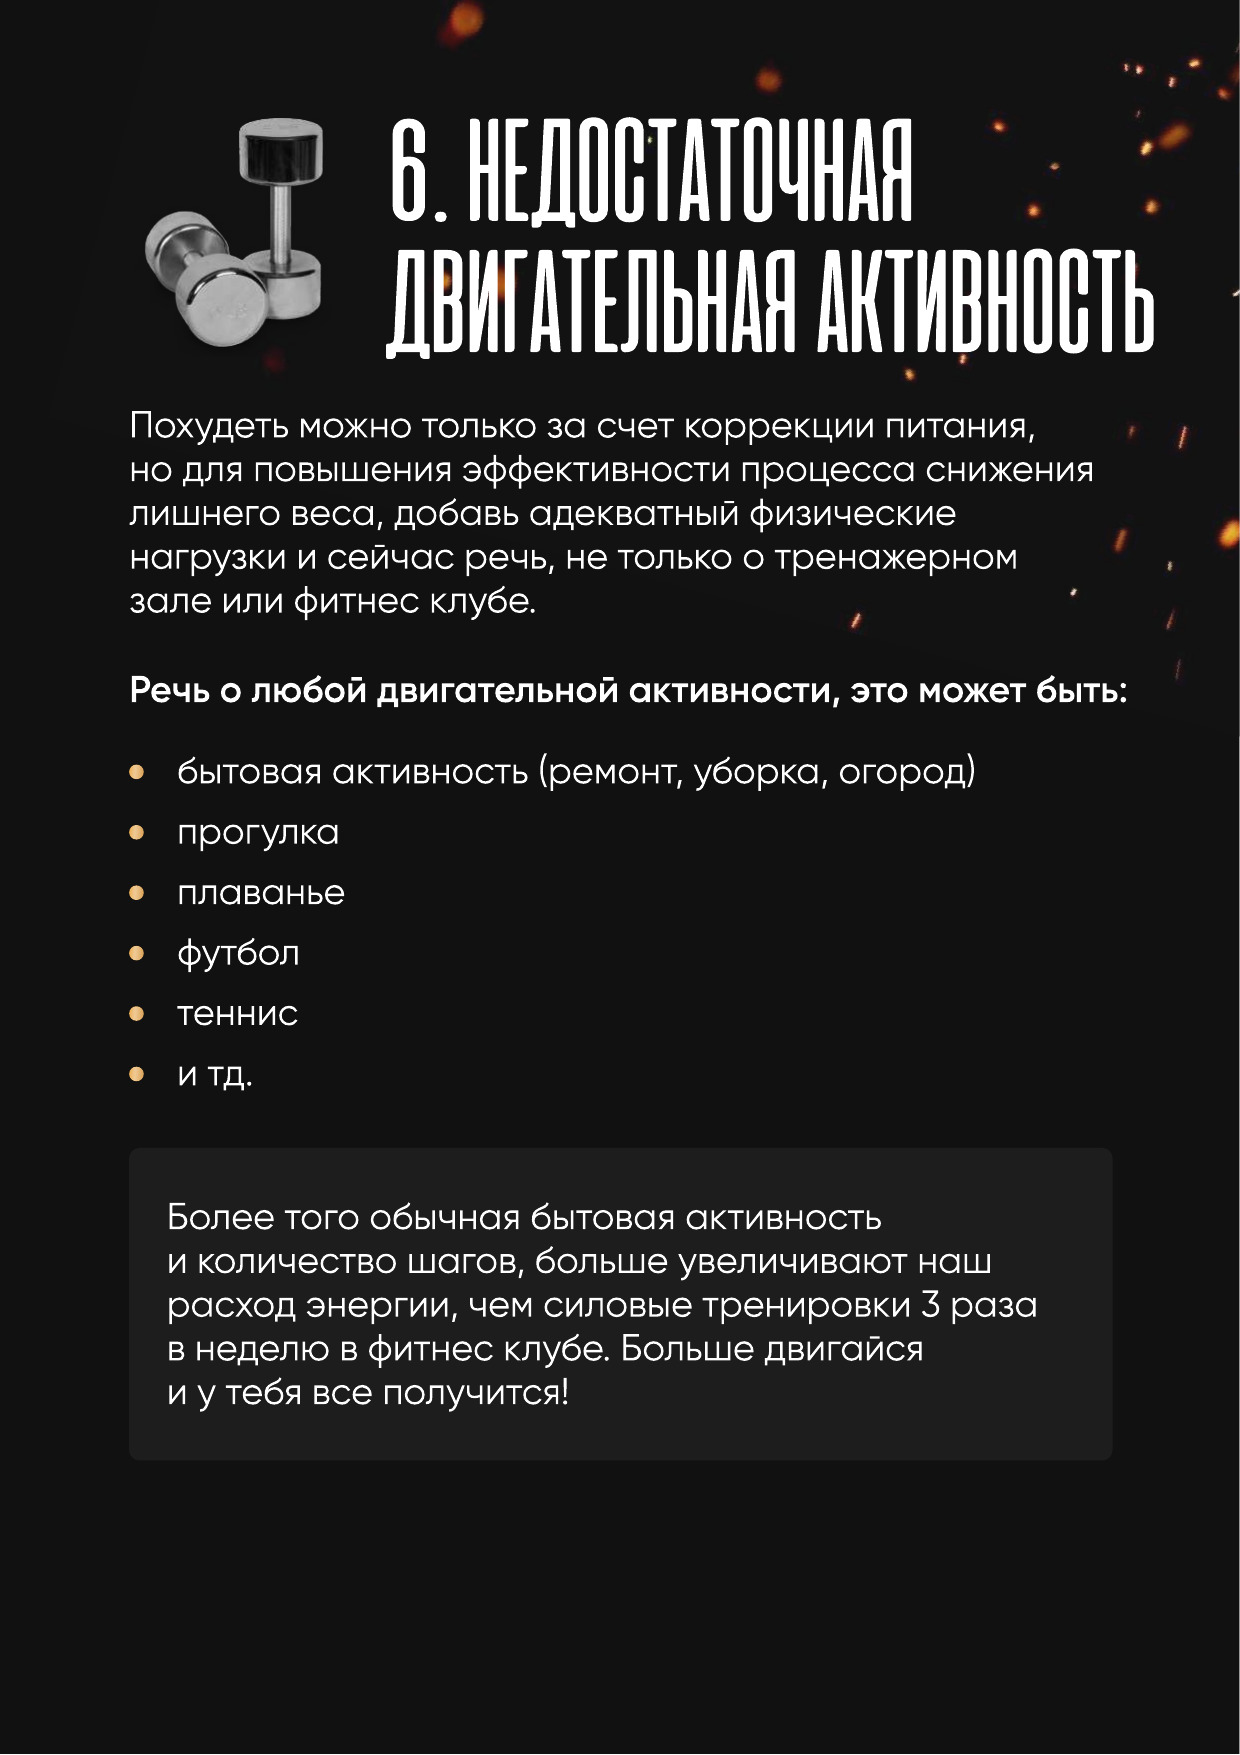 6. НЕДОСТАТОЧНАЯ
ДВИГАТЕЛЬНАЯ АКТИВНОСТЬ
Похудеть можно только за счет коррекции питания,
но для повышения эффективности процесса снижения
лишнего веса, добавь адекватный физические
нагрузки и сейчас речь, не только о тренажерном
зале или фитнес клубе.
Речь о любой двигательной активности, это может быть:
• бытовая активность (ремонт, уборка, огород)
• прогулка
• плаванье
• футбол
• теннис
• и тд.
Более того обычная бытовая активность
и количество шагов, больше увеличивают наш
расход энергии, чем силовые тренировки 3 раза
в неделю в фитнес клубе. Больше двигайся
и у тебя все получится!